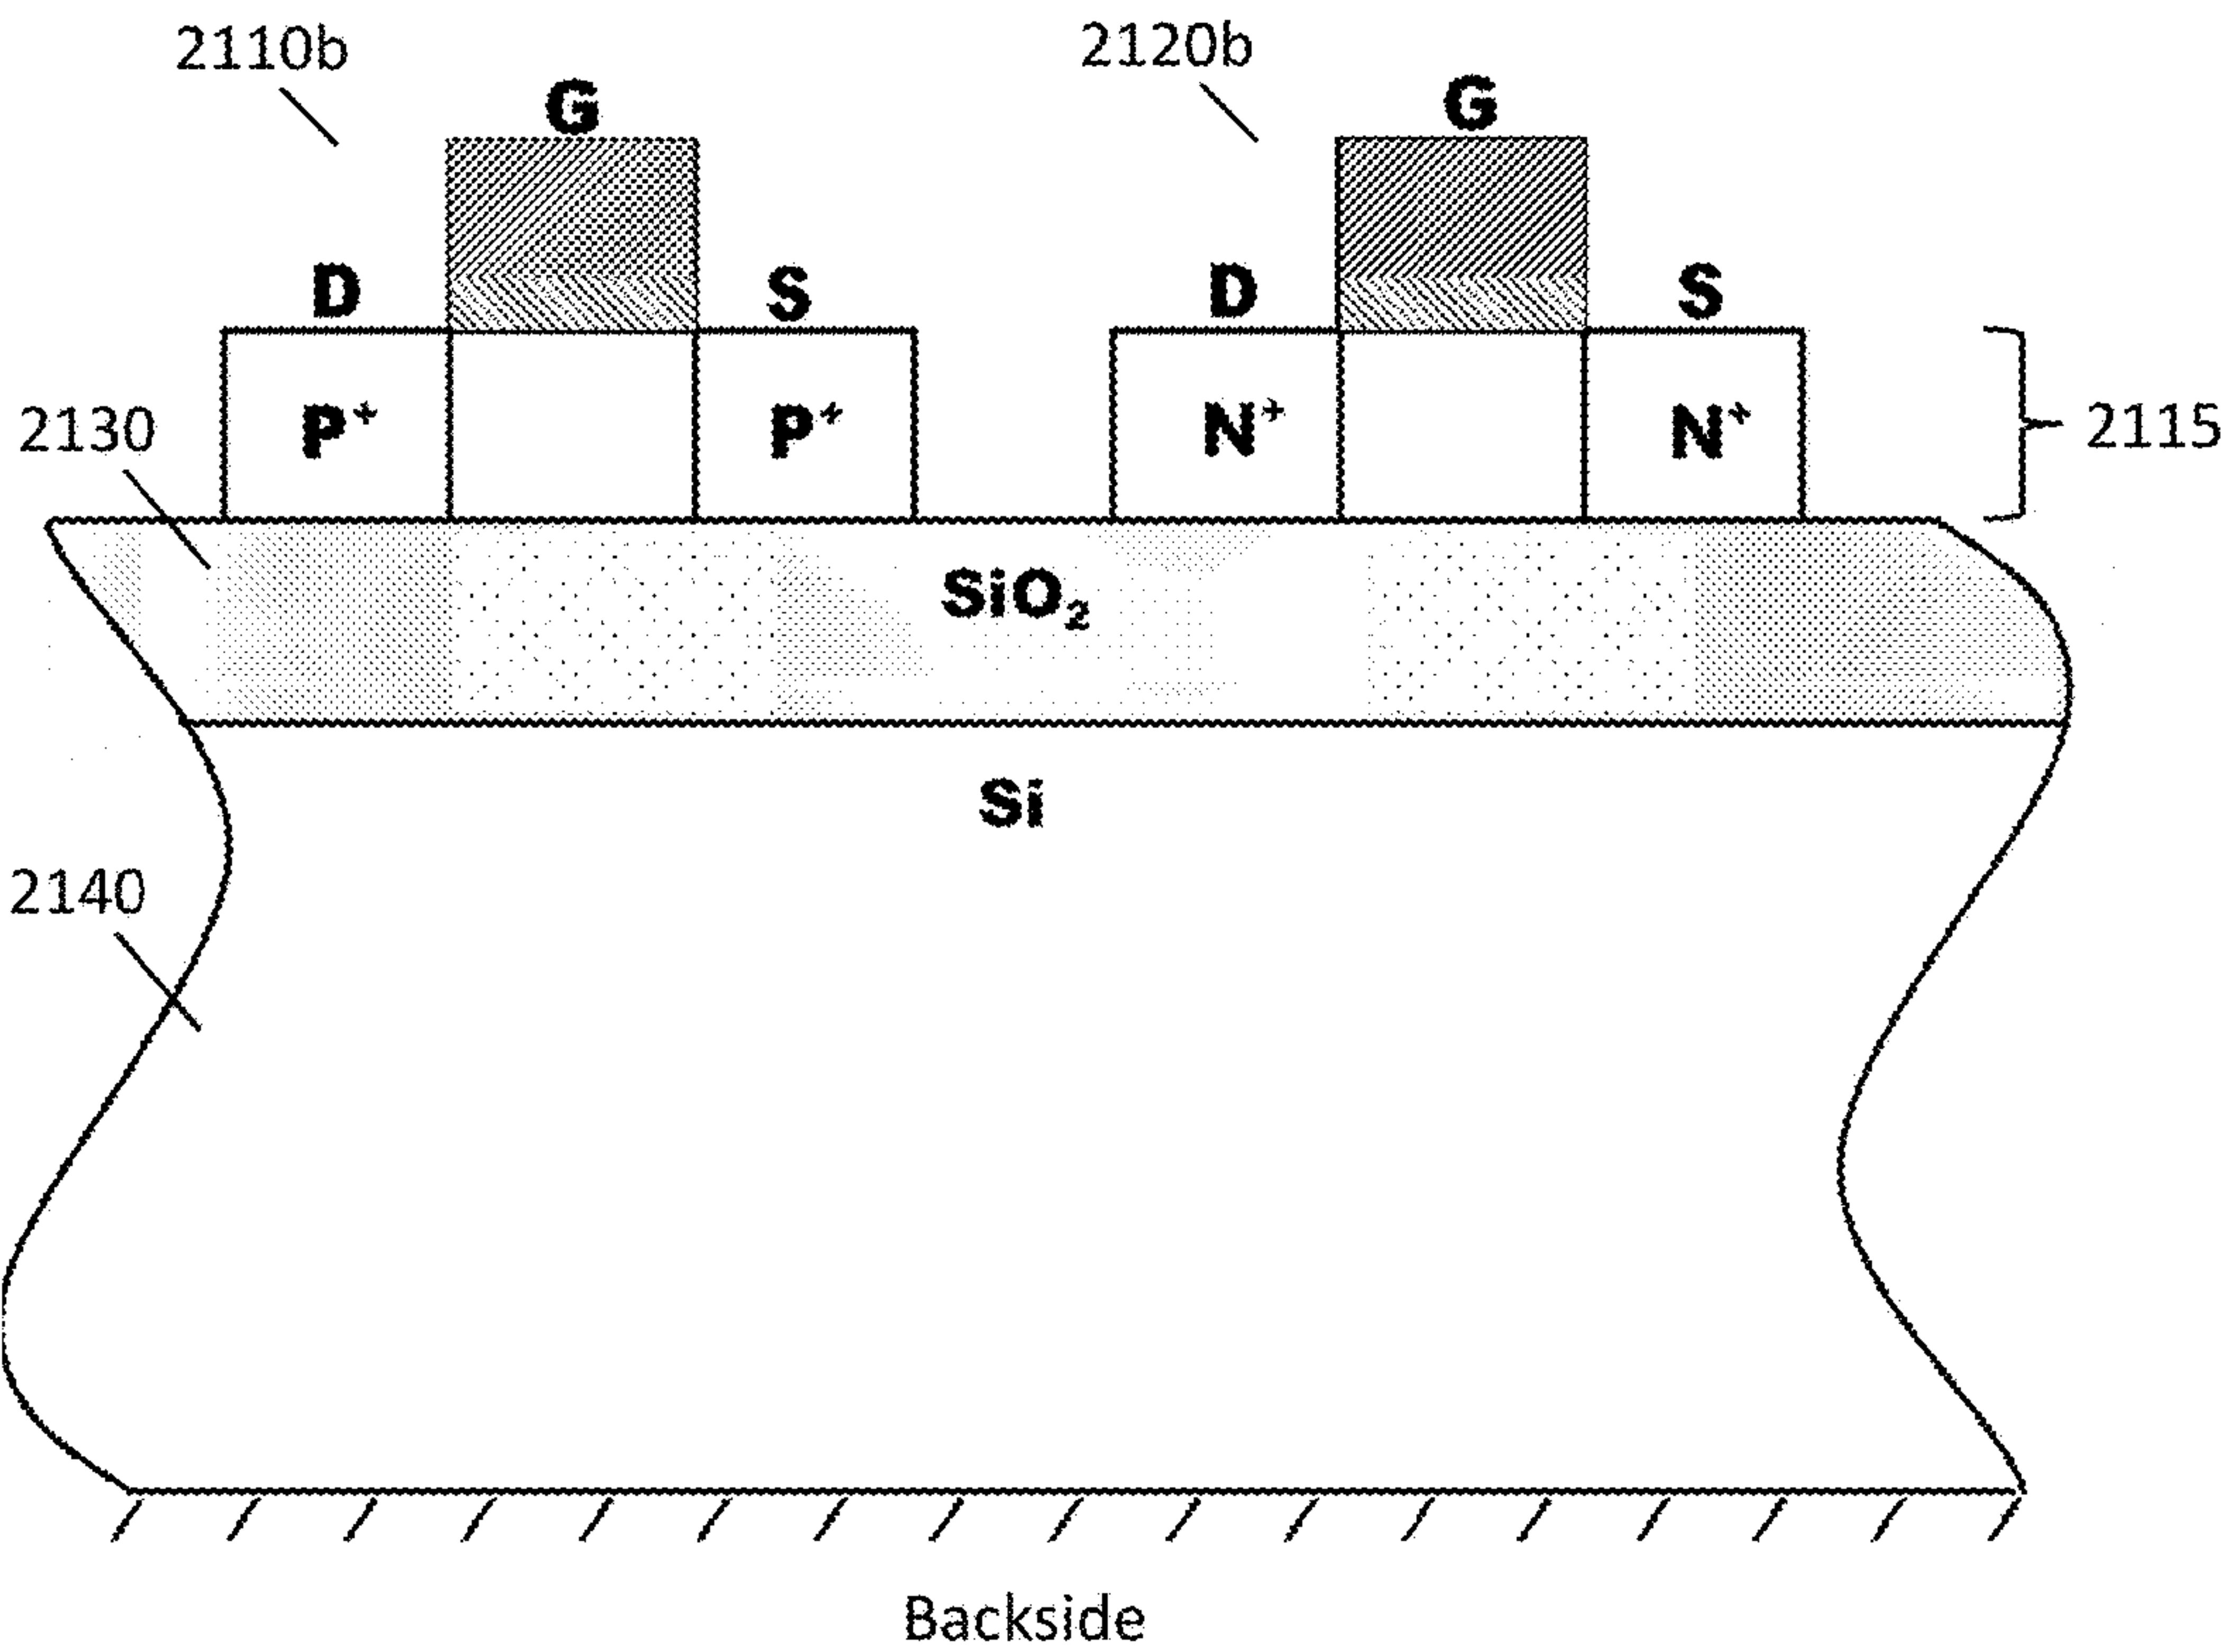 2110b 2120b
G G
D S D S
2130 P⁺ P⁺ N⁺ N⁺ 2115
SiO₂
Si
2140
Backside